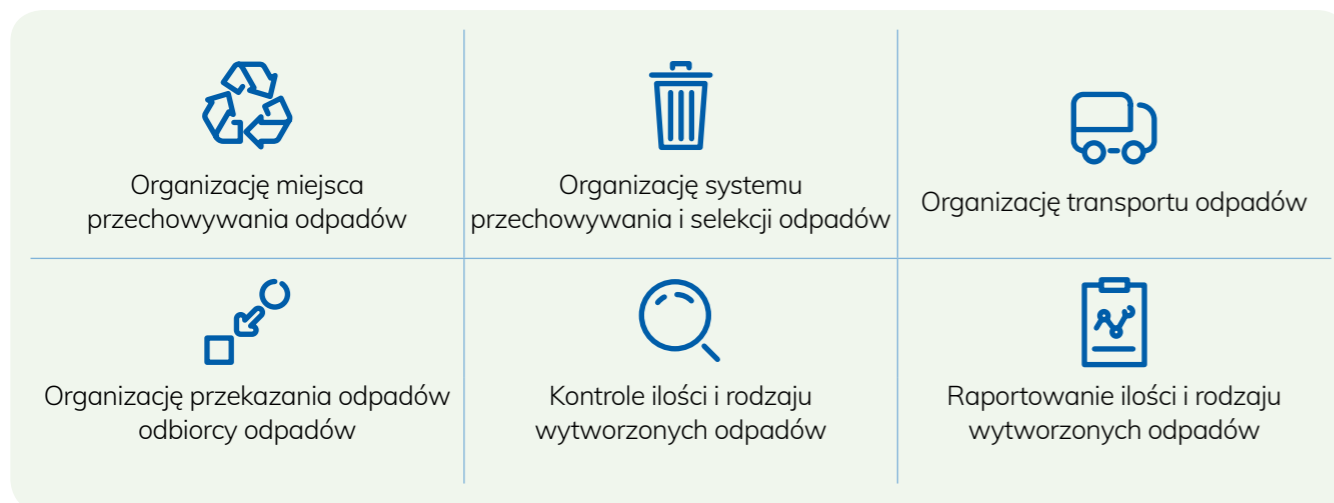 Organizację miejsca
przechowywania odpadów
Organizację systemu
przechowywania i selekcji odpadów
Organizację transportu odpadów
Organizację przekazania odpadów
odbiorcy odpadów
Kontrole ilości i rodzaju
wytworzonych odpadów
Raportowanie ilości i rodzaju
wytworzonych odpadów